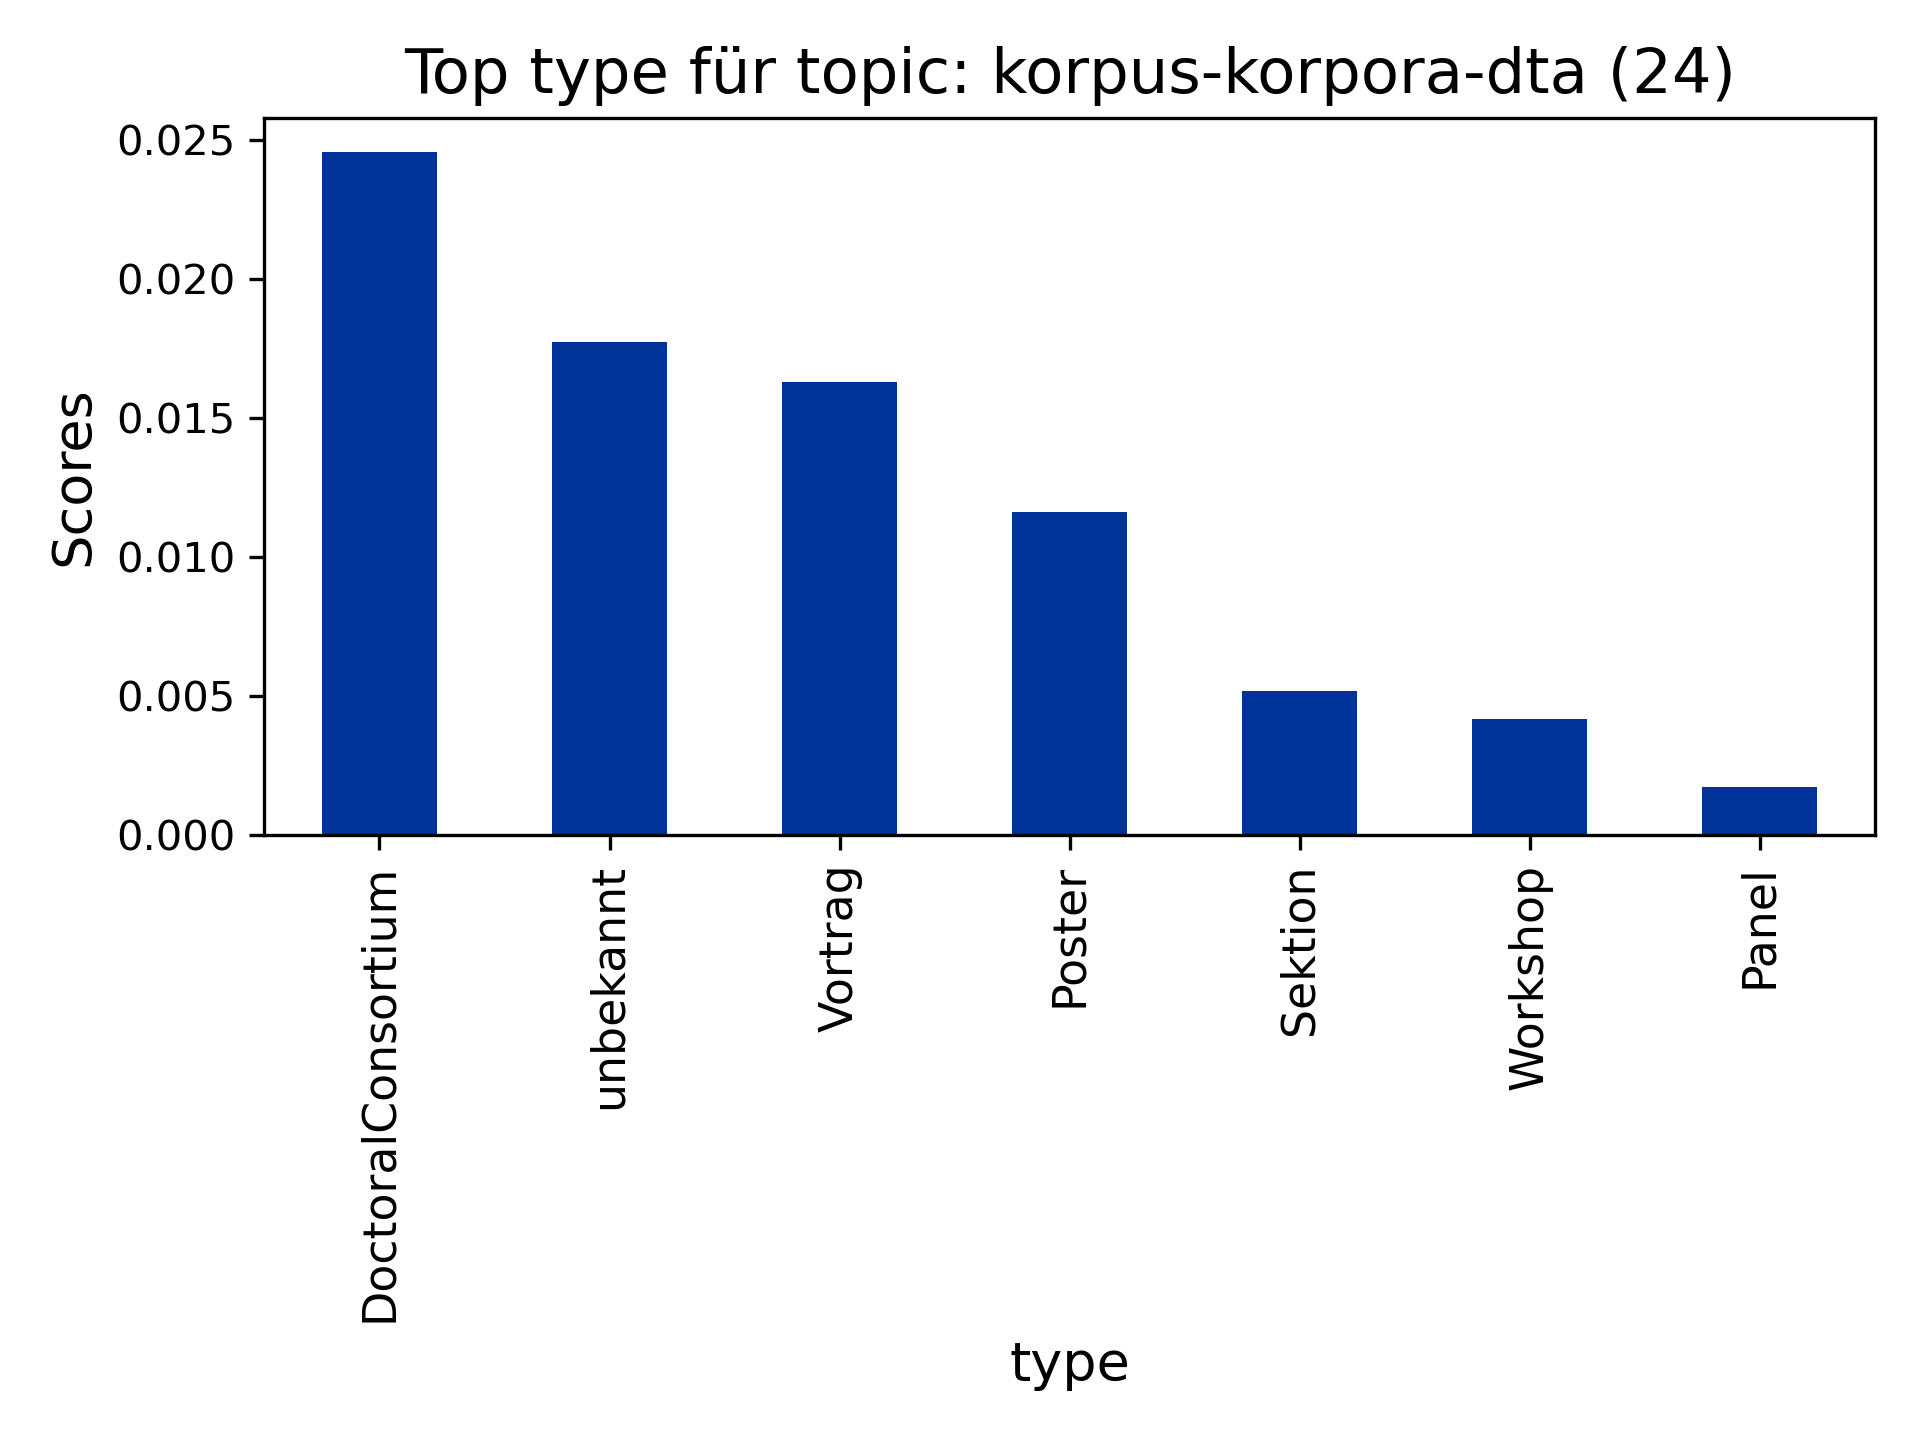 Top type für topic: korpus-korpora-dta (24)
Scores
0.025
0.020
0.015
0.010
0.005
0.000
DoctoralConsortium
unbekannt
Vortrag
Poster
Sektion
Workshop
Panel
type